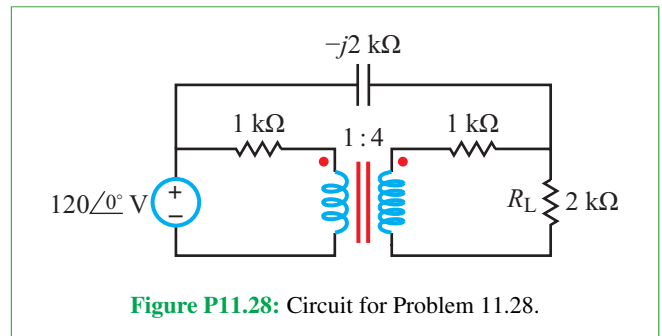 −j2 kΩ
1 kΩ
1 : 4
1 kΩ
120∠0° V
+
−
R_L
2 kΩ
Figure P11.28: Circuit for Problem 11.28.